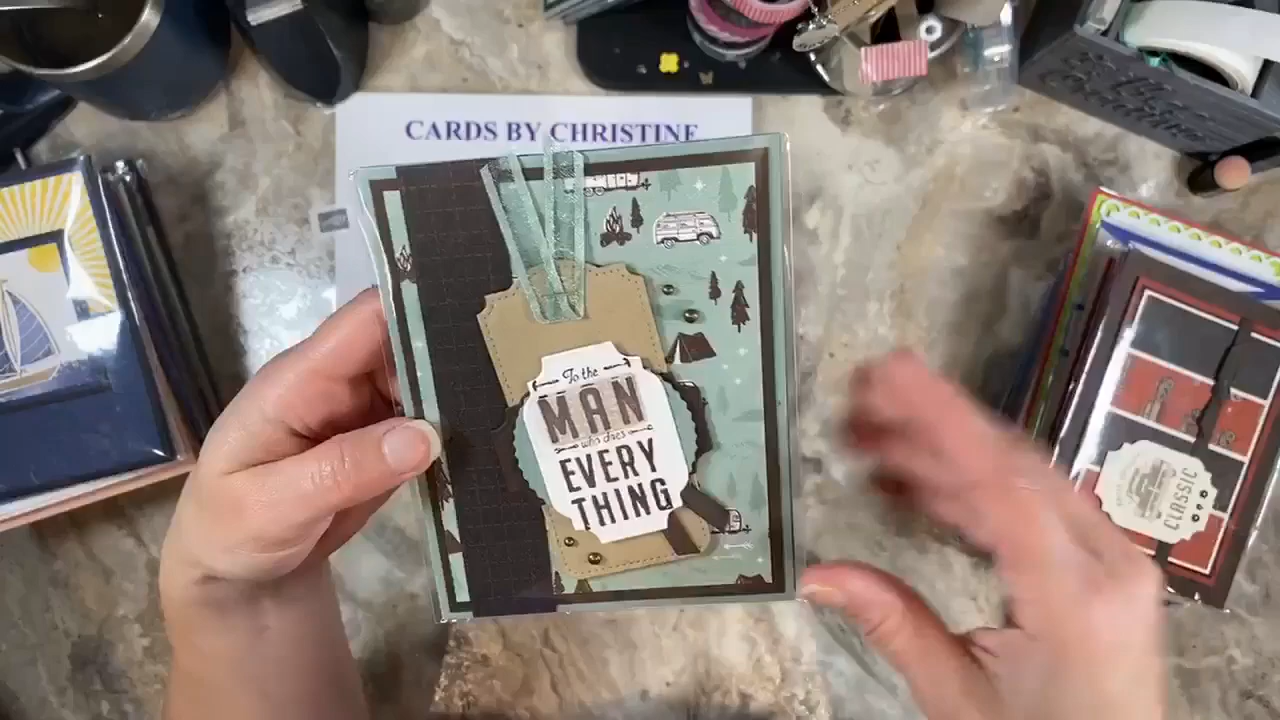 CARDS BY CHRISTINE
To the
MAN
who does
EVERY
THING
CLASSIC